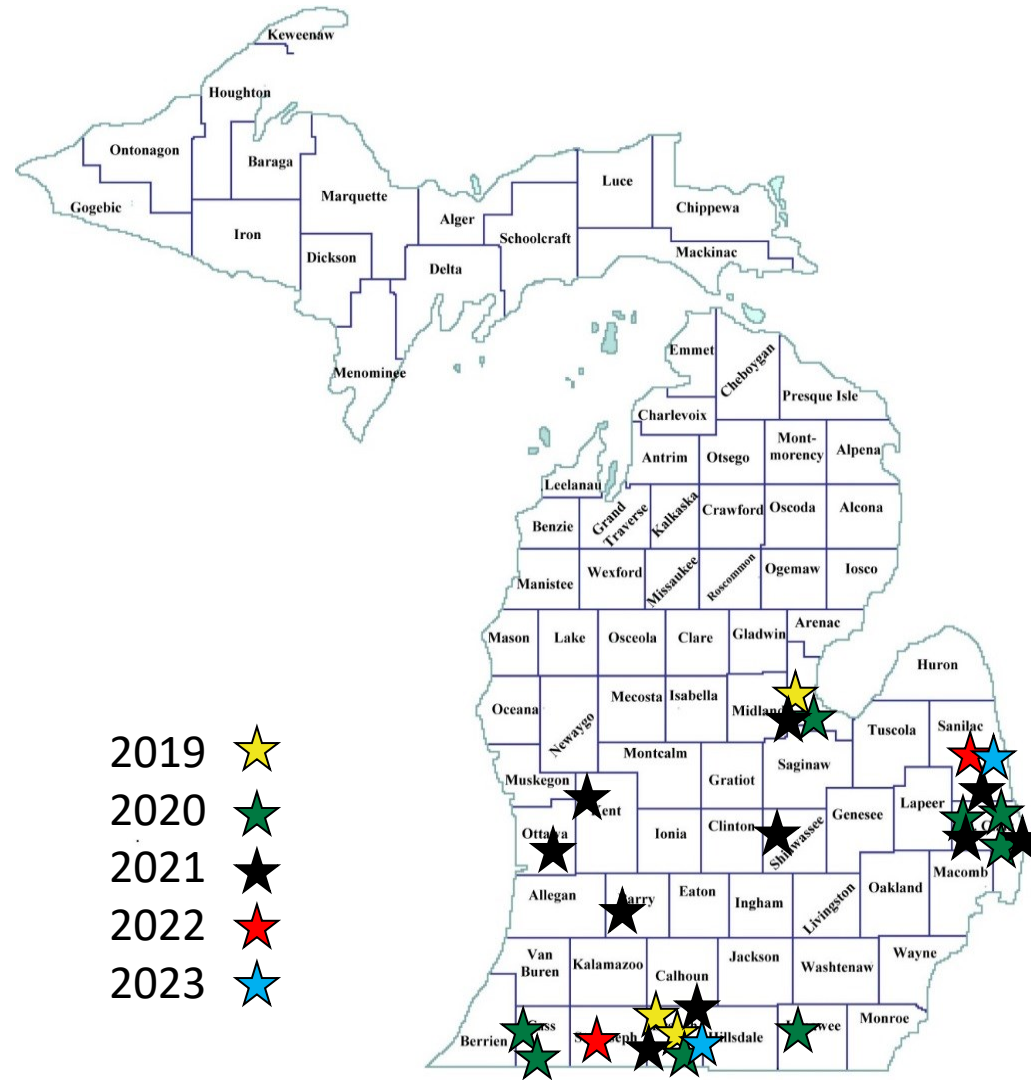 Keweenaw
Houghton
Ontonagon
Baraga
Gogebic
Marquette
Iron
Dickson
Alger
Luce
Chippewa
Schoolcraft
Mackinac
Delta
Menominee
Emmet
Cheboygan
Presque Isle
Charlevoix
Antrim
Otsego
Mont-
morency
Alpena
Leelanau
Benzie
Grand
Traverse
Kalkaska
Crawford
Oscoda
Alcona
Manistee
Wexford
Missaukee
Roscommon
Ogemaw
Iosco
Mason
Lake
Osceola
Clare
Gladwin
Arenac
Huron
Oceana
Newaygo
Mecosta
Isabella
Midland
Tuscola
Sanilac
Montcalm
Gratiot
Saginaw
Muskegon
Lapeer
Genesee
Ottawa
Ionia
Clinton
Shiawassee
Macomb
Oakland
Allegan
Eaton
Ingham
Livingston
Van
Buren
Kalamazoo
Calhoun
Jackson
Washtenaw
Wayne
Berrien
Hillsdale
Monroe
2019
2020
2021
2022
2023